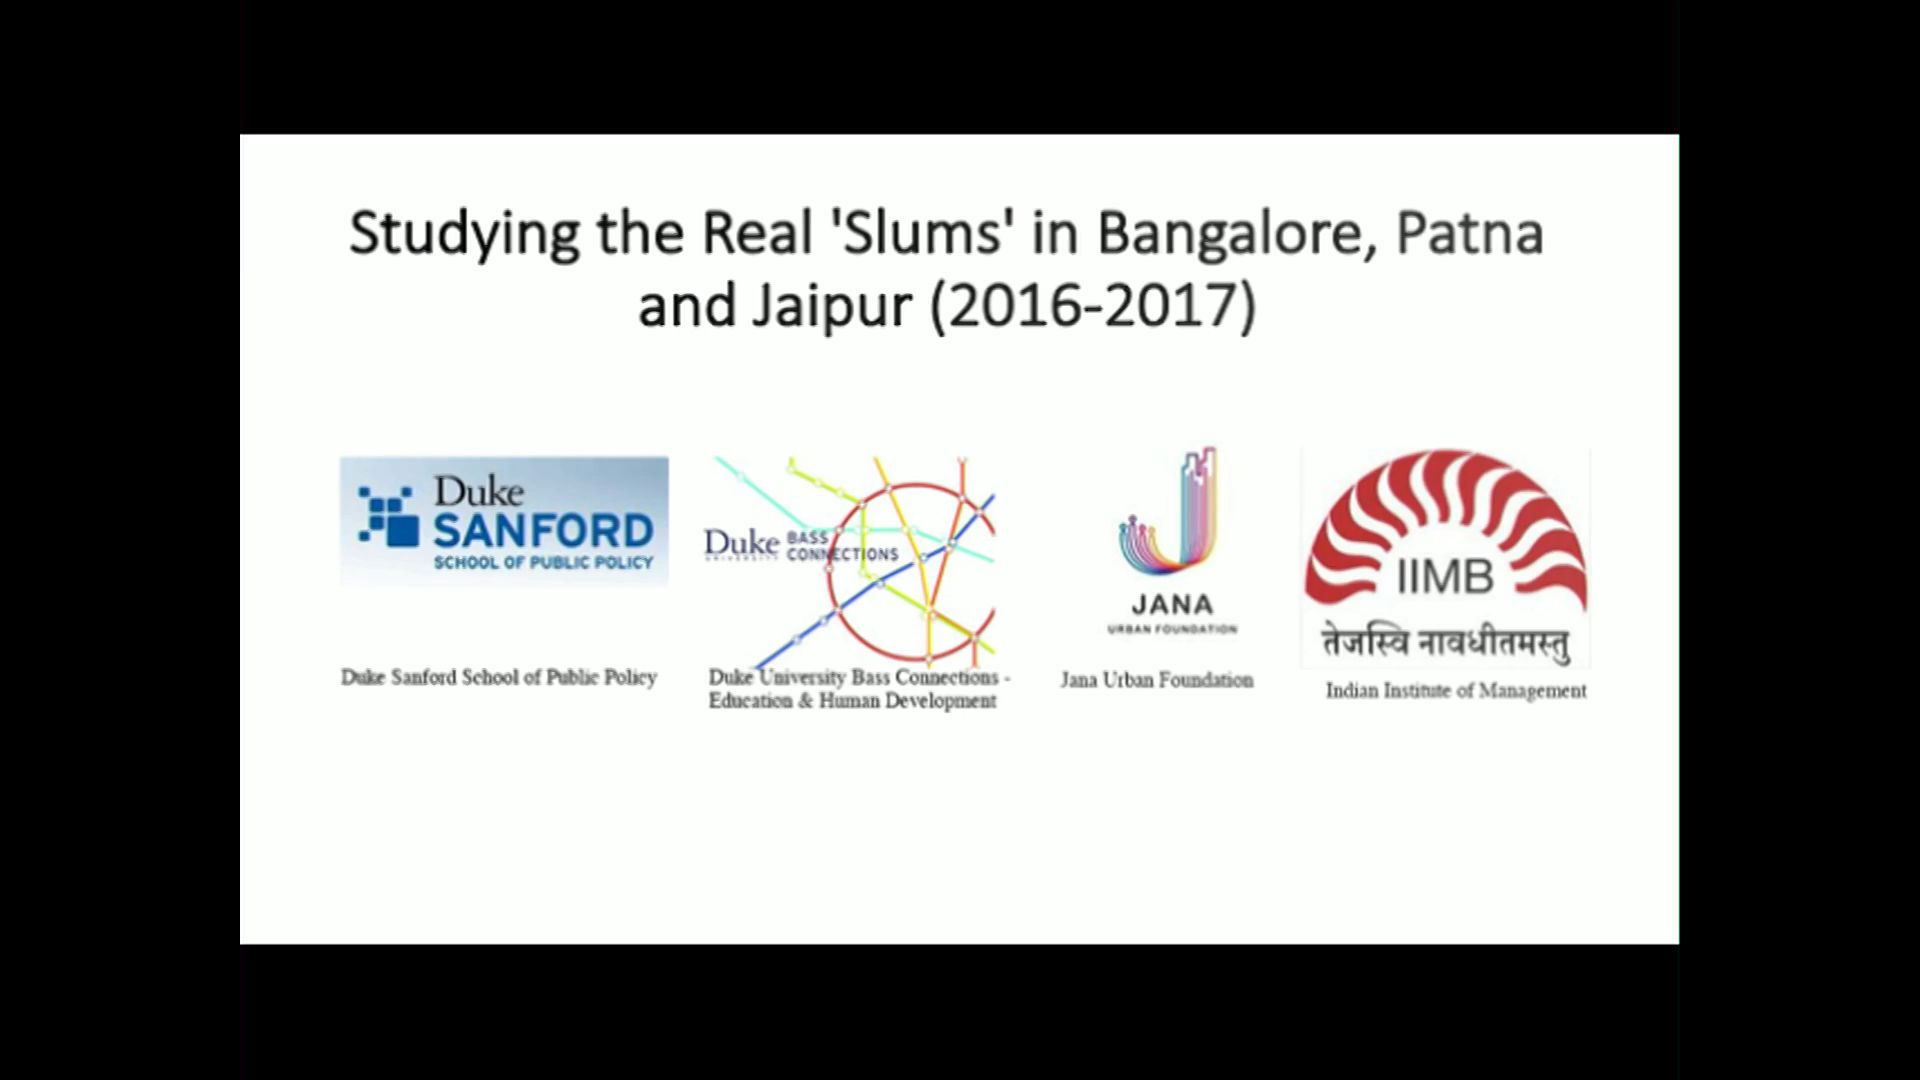 Studying the Real 'Slums' in Bangalore, Patna
and Jaipur (2016-2017)
Duke
SANFORD
SCHOOL OF PUBLIC POLICY
Duke Sanford School of Public Policy
Duke BASS
UNIVERSITY CONNECTIONS
Duke University Bass Connections -
Education & Human Development
JANA
URBAN FOUNDATION
Jana Urban Foundation
IIMB
तेजस्वि नावधीतमस्तु
Indian Institute of Management